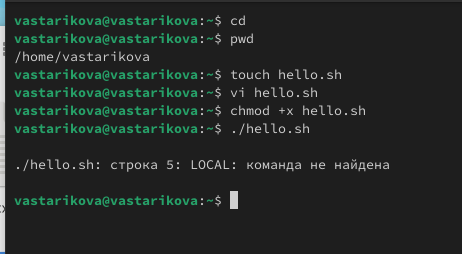 vastarikova@vastarikova:~$ cd
vastarikova@vastarikova:~$ pwd
/home/vastarikova
vastarikova@vastarikova:~$ touch hello.sh
vastarikova@vastarikova:~$ vi hello.sh
vastarikova@vastarikova:~$ chmod +x hello.sh
vastarikova@vastarikova:~$ ./hello.sh
./hello.sh: строка 5: LOCAL: команда не найдена
vastarikova@vastarikova:~$